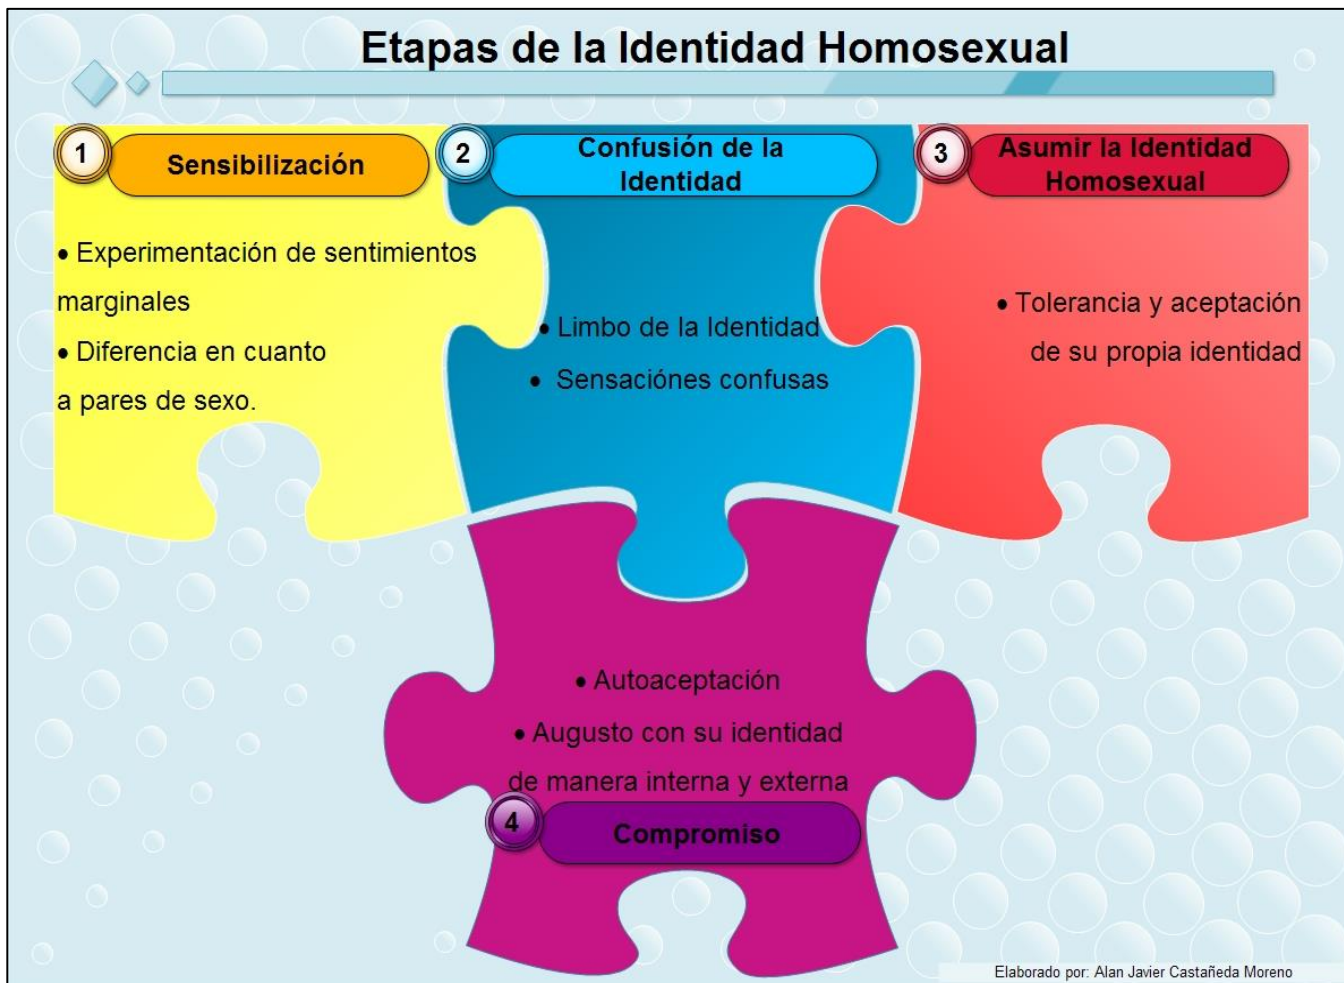 Etapas de la Identidad Homosexual
1
Sensibilización
• Experimentación de sentimientos
marginales
• Diferencia en cuanto
a pares de sexo.
2
Confusión de la
Identidad
• Limbo de la Identidad
• Sensaciónes confusas
3
Asumir la Identidad
Homosexual
• Tolerancia y aceptación
de su propia identidad
• Autoaceptación
• Augusto con su identidad
de manera interna y externa
4
Compromiso
Elaborado por: Alan Javier Castañeda Moreno